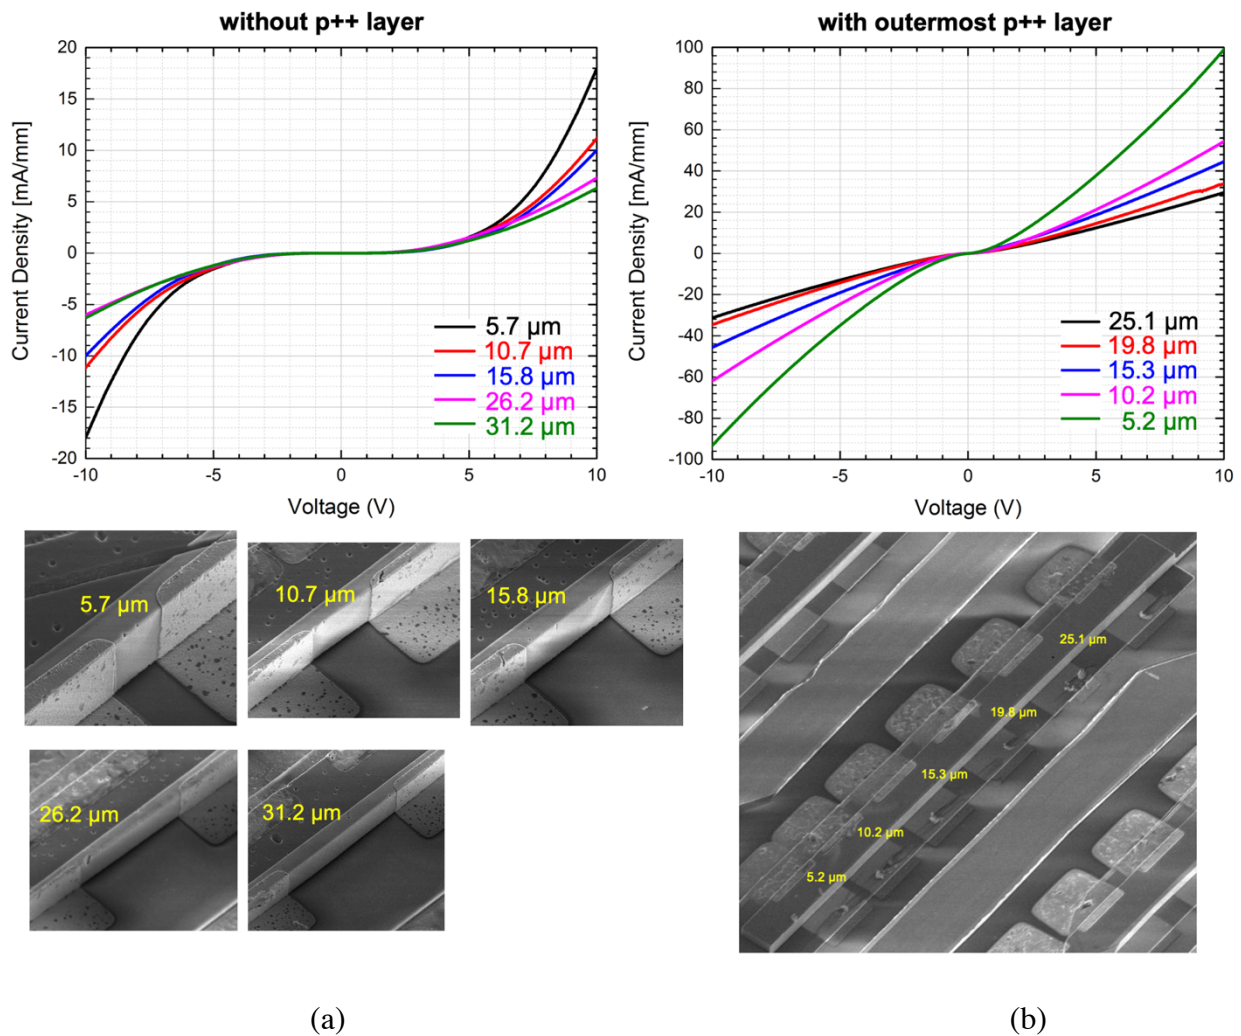 without p++ layer
20
15
10
5
0
-5
-10
-15
-20
Current Density [mA/mm]
-10 -5 0 5 10
Voltage (V)
5.7 µm
10.7 µm
15.8 µm
26.2 µm
31.2 µm
with outermost p++ layer
100
80
60
40
20
0
-20
-40
-60
-80
-100
Current Density [mA/mm]
-10 -5 0 5 10
Voltage (V)
25.1 µm
19.8 µm
15.3 µm
10.2 µm
5.2 µm
5.7 µm
10.7 µm
15.8 µm
26.2 µm
31.2 µm
25.1 µm
19.8 µm
15.3 µm
10.2 µm
5.2 µm
(a)
(b)